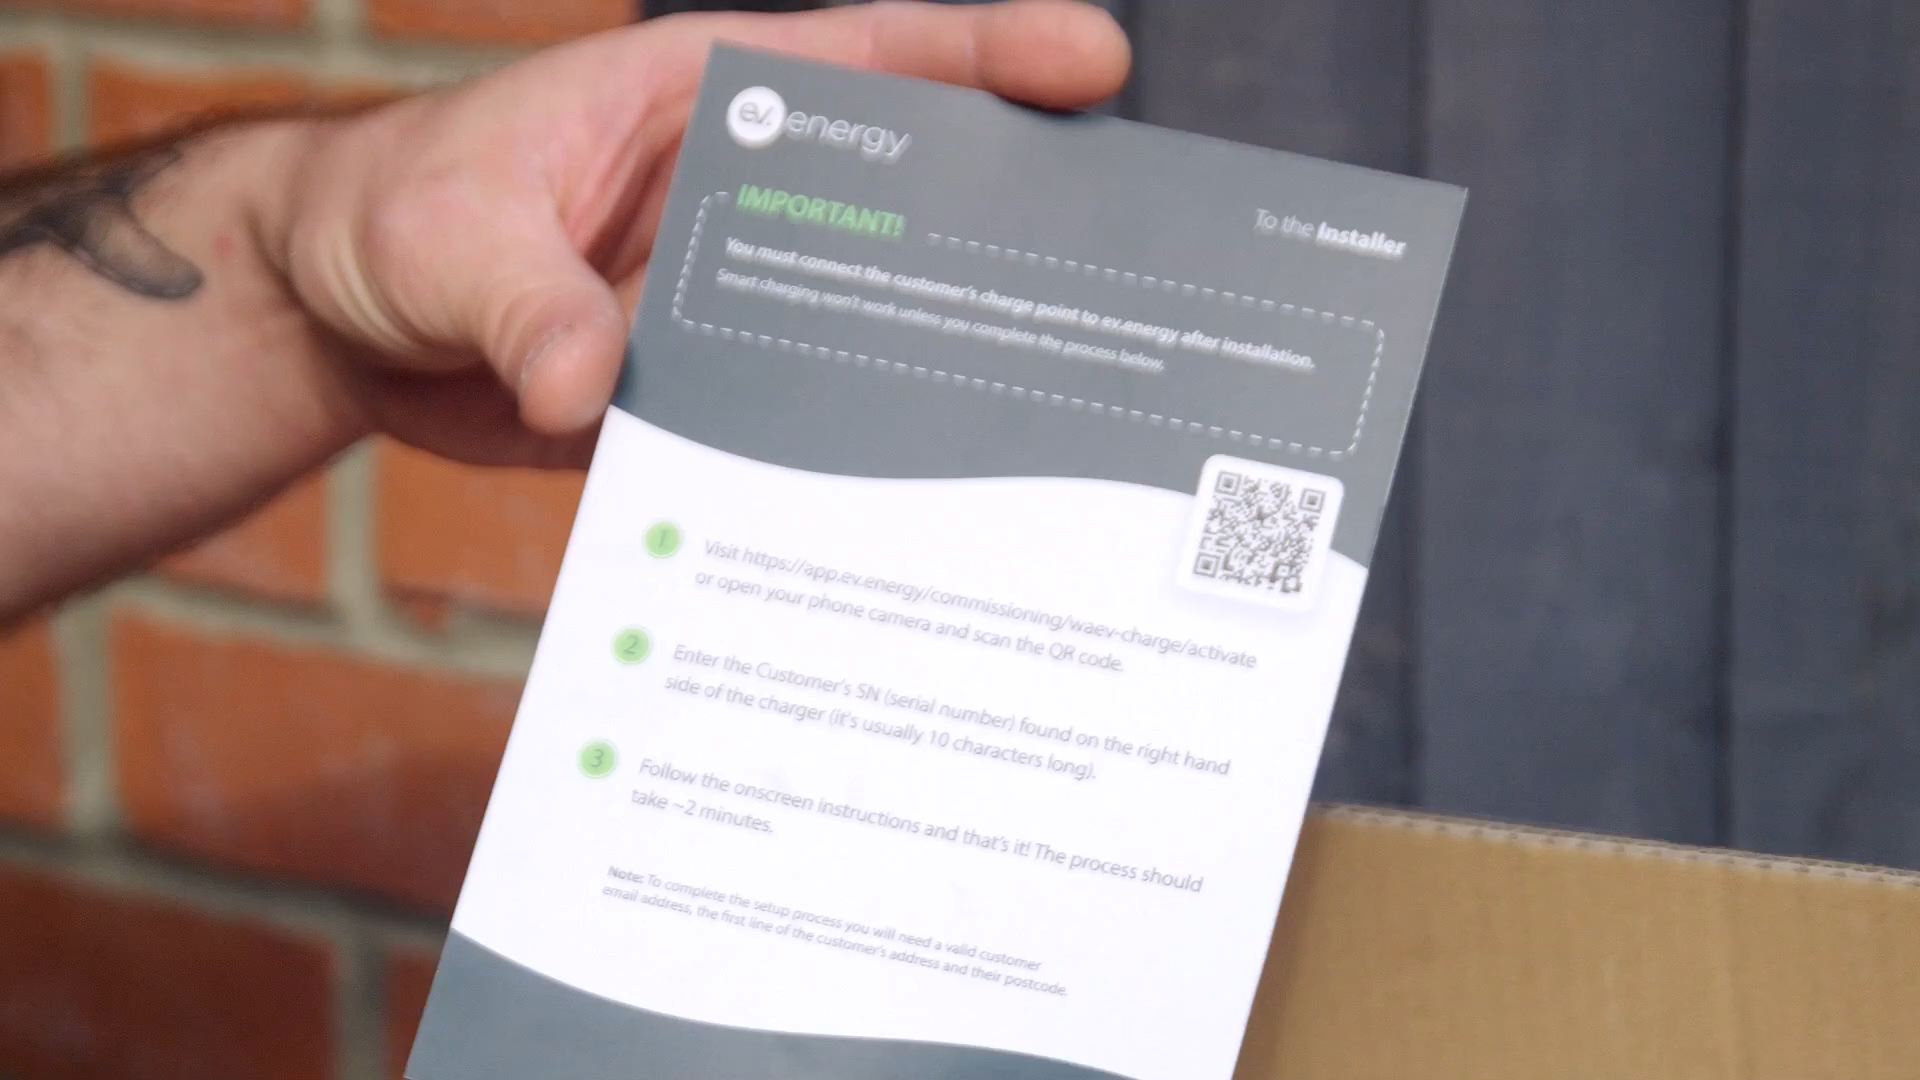 ev.energy
IMPORTANT!
To the Installer
You must connect the customer's charge point to ev.energy after installation.
Smart charging won't work unless you complete the process below.
1
Visit https://app.ev.energy/commissioning/waev-charge/activate
or open your phone camera and scan the QR code.
2
Enter the Customer's SN (serial number) found on the right hand
side of the charger (it's usually 10 characters long).
3
Follow the onscreen instructions and that's it! The process should
take ~2 minutes.
Note: To complete the setup process you will need a valid customer
email address, the first line of the customer's address and their postcode.